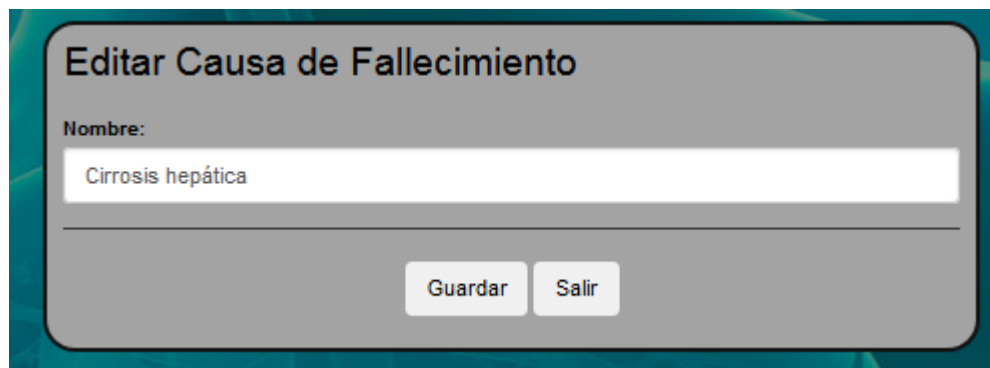 Editar Causa de Fallecimiento
Nombre:
Cirrosis hepática
Guardar Salir